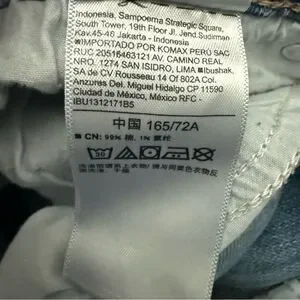 Indonesia, Sampoerna Strategic Square,
South Tower, 19th Floor Jl. Jend.Sudirman
Kav.45-46 Jakarta - Indonesia
■IMPORTADO POR KOMAX PERU SAC
RUC 20516463121 AV. CAMINO REAL
NRO. 1274 SAN ISIDRO, LIMA ■Ibushak,
SA de CV Rousseau 14 Of 802A Col.
Anzures Del. Miguel Hidalgo CP 11590
Ciudad de México, México RFC -
IBU1312171B5
中国 165/72A
■ CN: 99% 棉, 1%